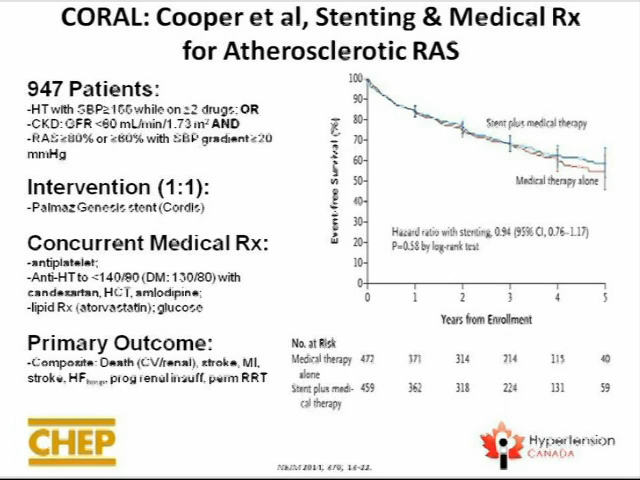 CORAL: Cooper et al, Stenting & Medical Rx
for Atherosclerotic RAS
947 Patients:
-HT with SBP≥155 while on ≥2 drugs; OR
-CKD: GFR <60 mL/min/1.73 m² AND
-RAS ≥80% or ≥60% with SBP gradient ≥20
mmHg
Intervention (1:1):
-Palmaz Genesis stent (Cordis)
Concurrent Medical Rx:
-antiplatelet;
-Anti-HT to <140/90 (DM: 130/80) with
candesartan, HCT, amlodipine;
-lipid Rx (atorvastatin); glucose
Primary Outcome:
-Composite: Death (CV/renal), stroke, MI,
stroke, HF prog renal insuff, perm RRT
Event-free Survival (%)
100
90
80
70
60
50
40
30
20
10
0
Stent plus medical therapy
Medical therapy alone
Hazard ratio with stenting, 0.94 (95% CI, 0.76–1.17)
P=0.58 by log-rank test
0 1 2 3 4 5
Years from Enrollment
No. at Risk
Medical therapy 472 371 314 214 115 40
alone
Stent plus medi- 459 362 318 224 131 59
cal therapy
CHEP
Hypertension
CANADA
NEJM 2014, 370, 13-22.